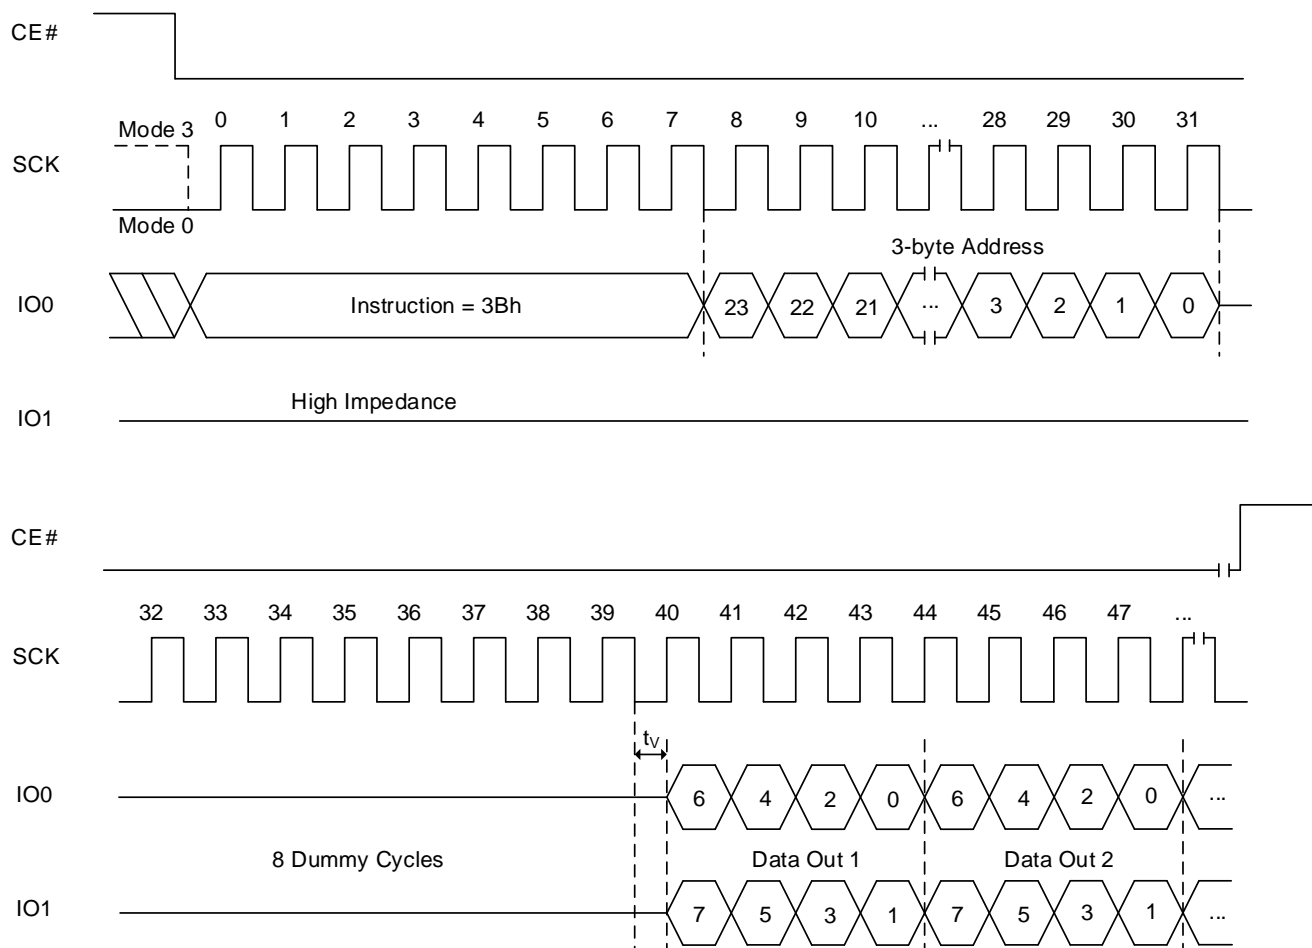 CE#
Mode 3
0 1 2 3 4 5 6 7 8 9 10 ... 28 29 30 31
SCK
Mode 0
3-byte Address
IO0
Instruction = 3Bh
23 22 21 ... 3 2 1 0
High Impedance
IO1
CE#
32 33 34 35 36 37 38 39 40 41 42 43 44 45 46 47 ...
SCK
tV
IO0
6 4 2 0 6 4 2 0 ...
8 Dummy Cycles
Data Out 1
Data Out 2
IO1
7 5 3 1 7 5 3 1 ...